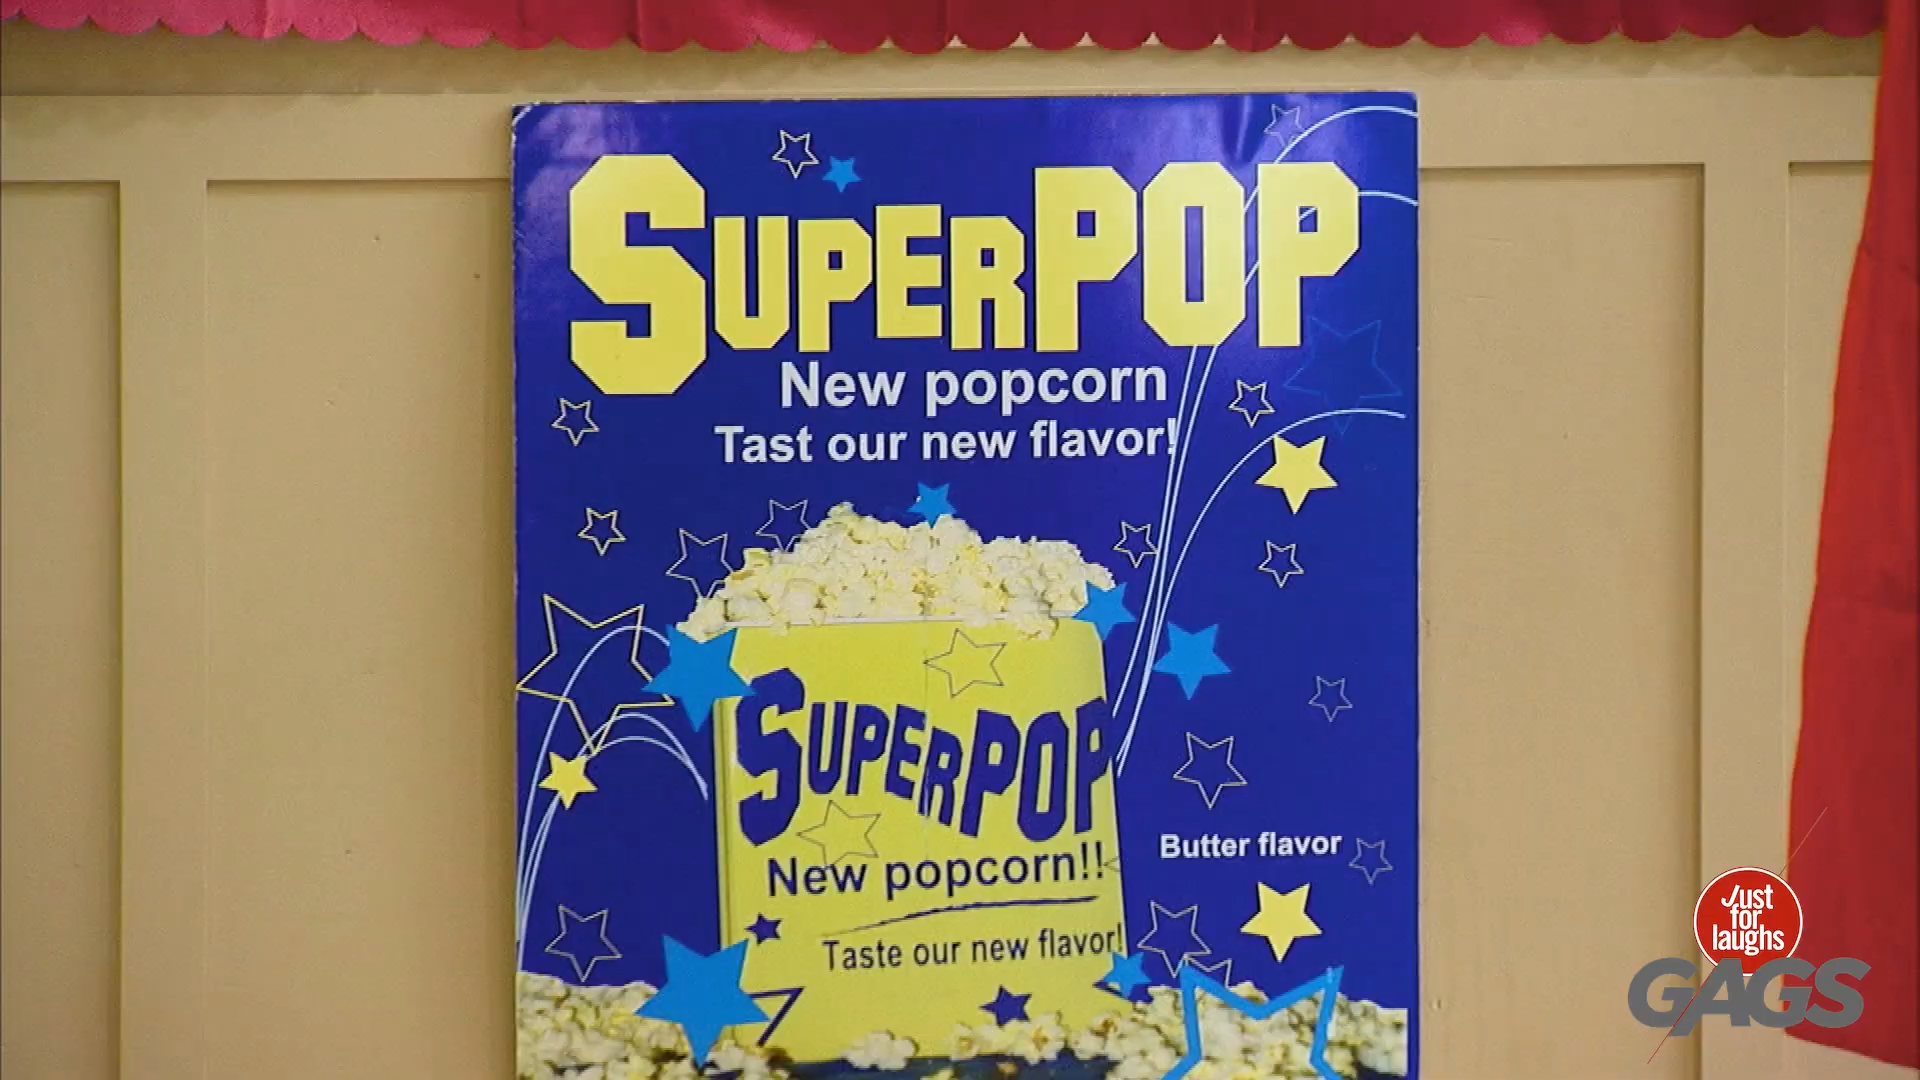 SUPERPOP
New popcorn
Tast our new flavor!
SUPERPOP
New popcorn!!
Taste our new flavor!
Butter flavor
Just
for
laughs
GAGS